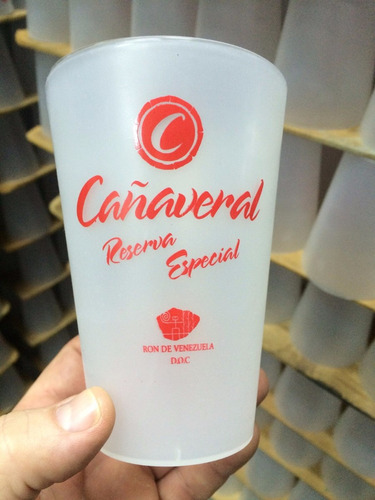 C
Cañaveral
Reserva
Especial
RON DE VENEZUELA
D.O.C